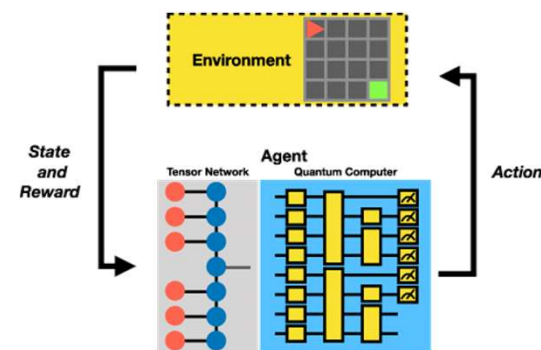 Environment
State
and
Reward
Agent
Tensor Network Quantum Computer
Action